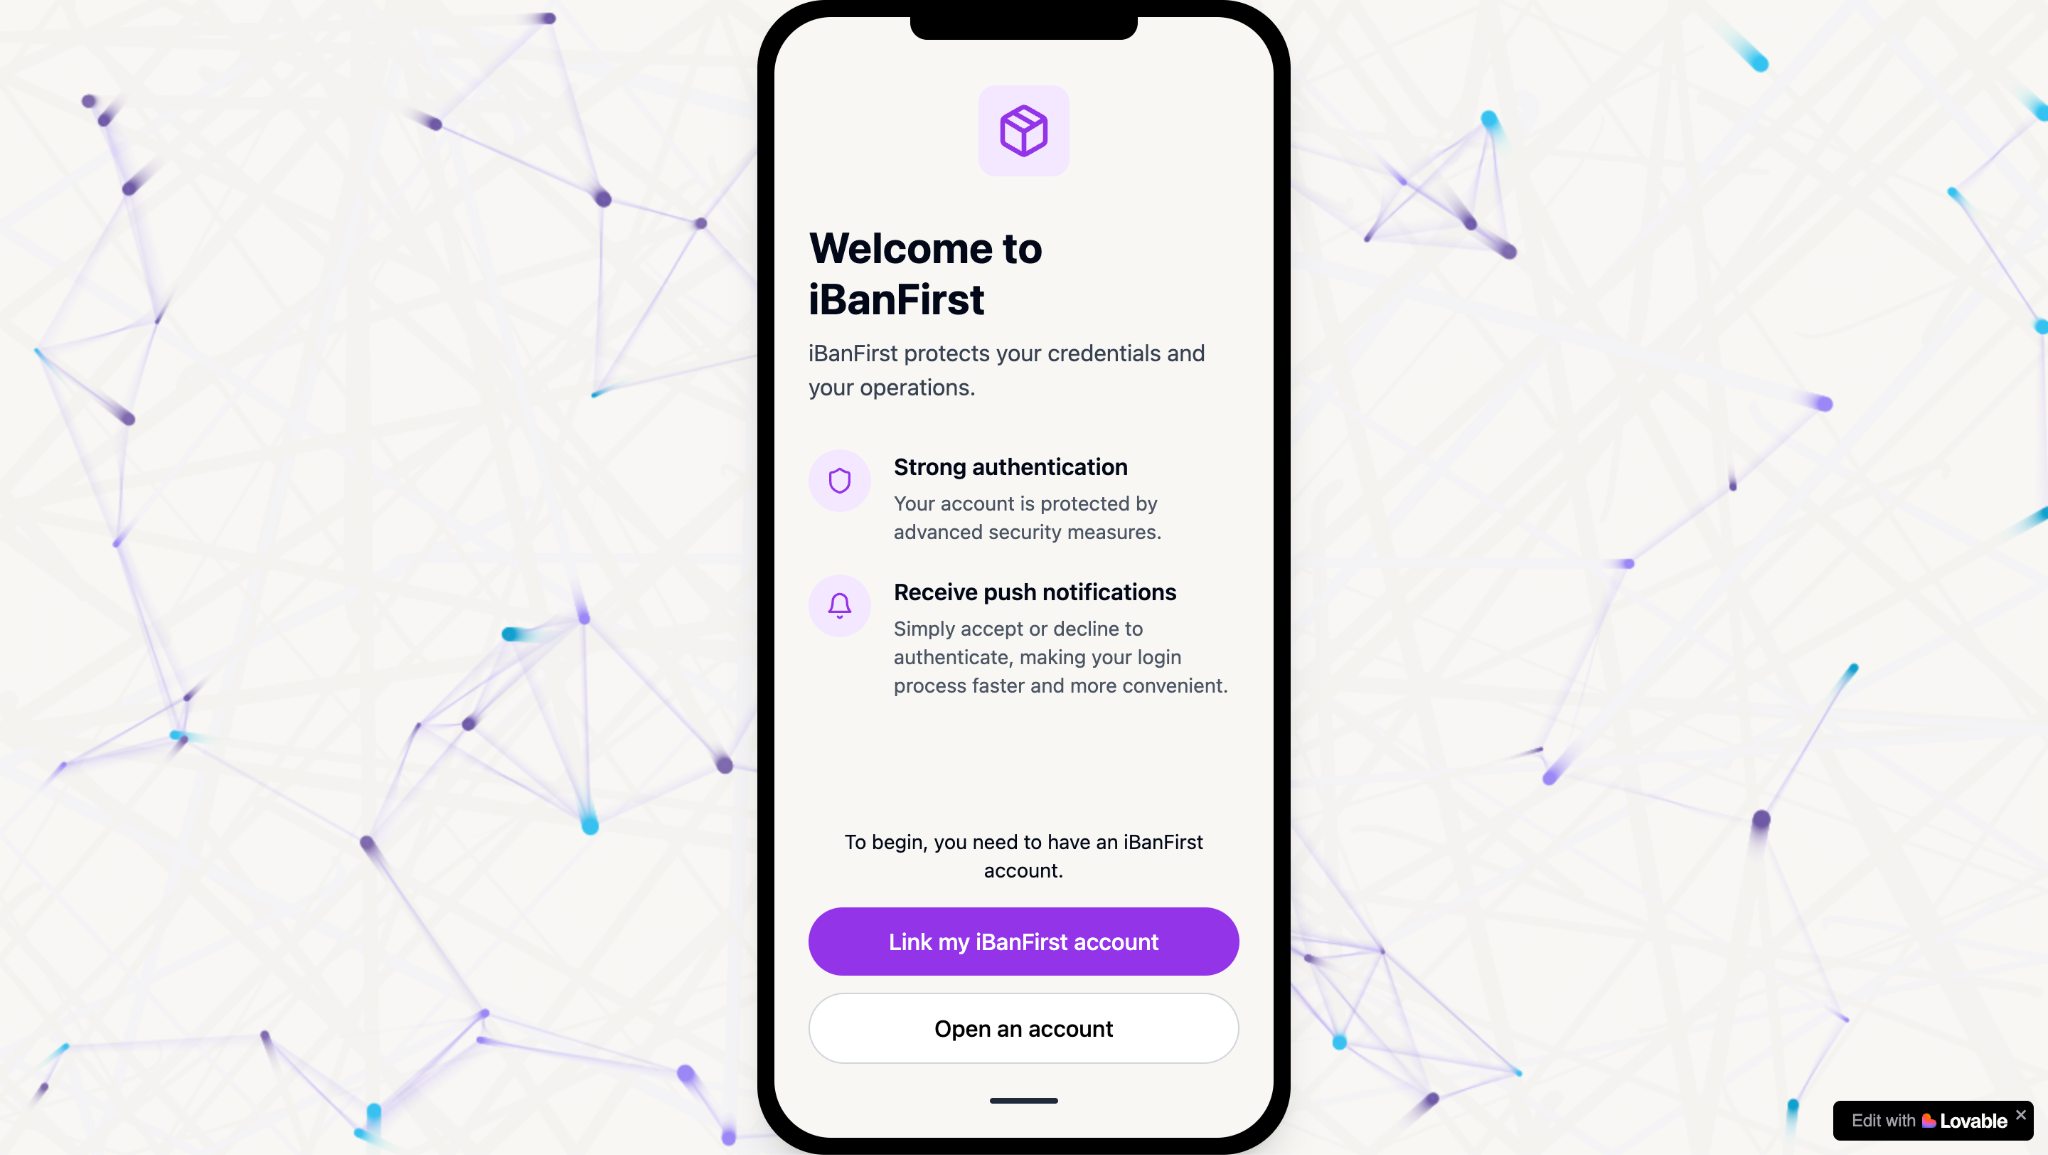 Welcome to
iBanFirst
iBanFirst protects your credentials and
your operations.
Strong authentication
Your account is protected by
advanced security measures.
Receive push notifications
Simply accept or decline to
authenticate, making your login
process faster and more convenient.
To begin, you need to have an iBanFirst
account.
Link my iBanFirst account
Open an account
Edit with Lovable